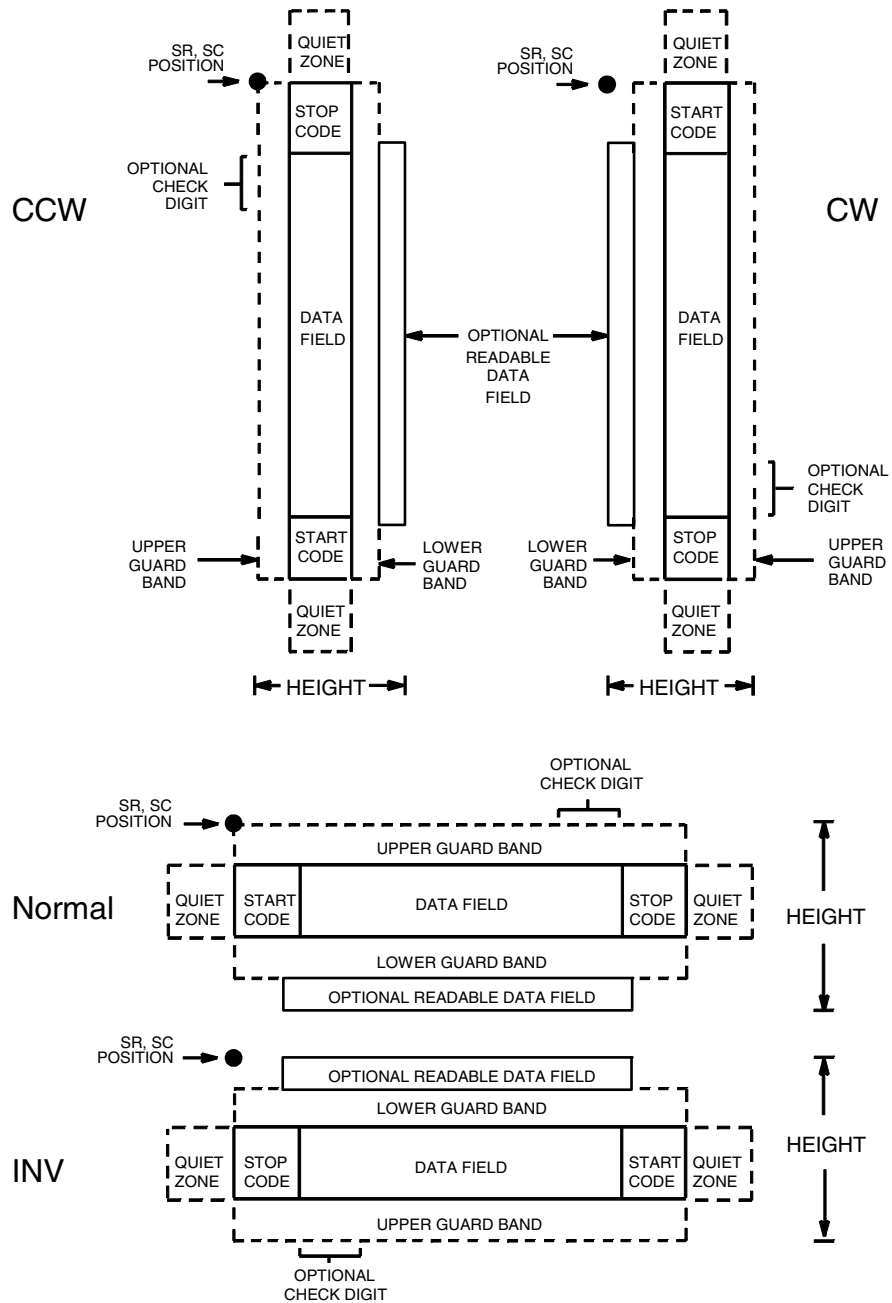 QUIET
ZONE
SR, SC
POSITION
STOP
CODE
OPTIONAL
CHECK
DIGIT
CCW
DATA
FIELD
START
CODE
UPPER
GUARD
BAND
LOWER
GUARD
BAND
QUIET
ZONE
HEIGHT
OPTIONAL
READABLE
DATA
FIELD
QUIET
ZONE
SR, SC
POSITION
START
CODE
CW
DATA
FIELD
OPTIONAL
CHECK
DIGIT
STOP
CODE
LOWER
GUARD
BAND
UPPER
GUARD
BAND
QUIET
ZONE
HEIGHT
OPTIONAL
CHECK DIGIT
SR, SC
POSITION
UPPER GUARD BAND
Normal
QUIET
ZONE
START
CODE
DATA FIELD
STOP
CODE
QUIET
ZONE
HEIGHT
LOWER GUARD BAND
OPTIONAL READABLE DATA FIELD
SR, SC
POSITION
OPTIONAL READABLE DATA FIELD
LOWER GUARD BAND
INV
QUIET
ZONE
STOP
CODE
DATA FIELD
START
CODE
QUIET
ZONE
HEIGHT
UPPER GUARD BAND
OPTIONAL
CHECK DIGIT